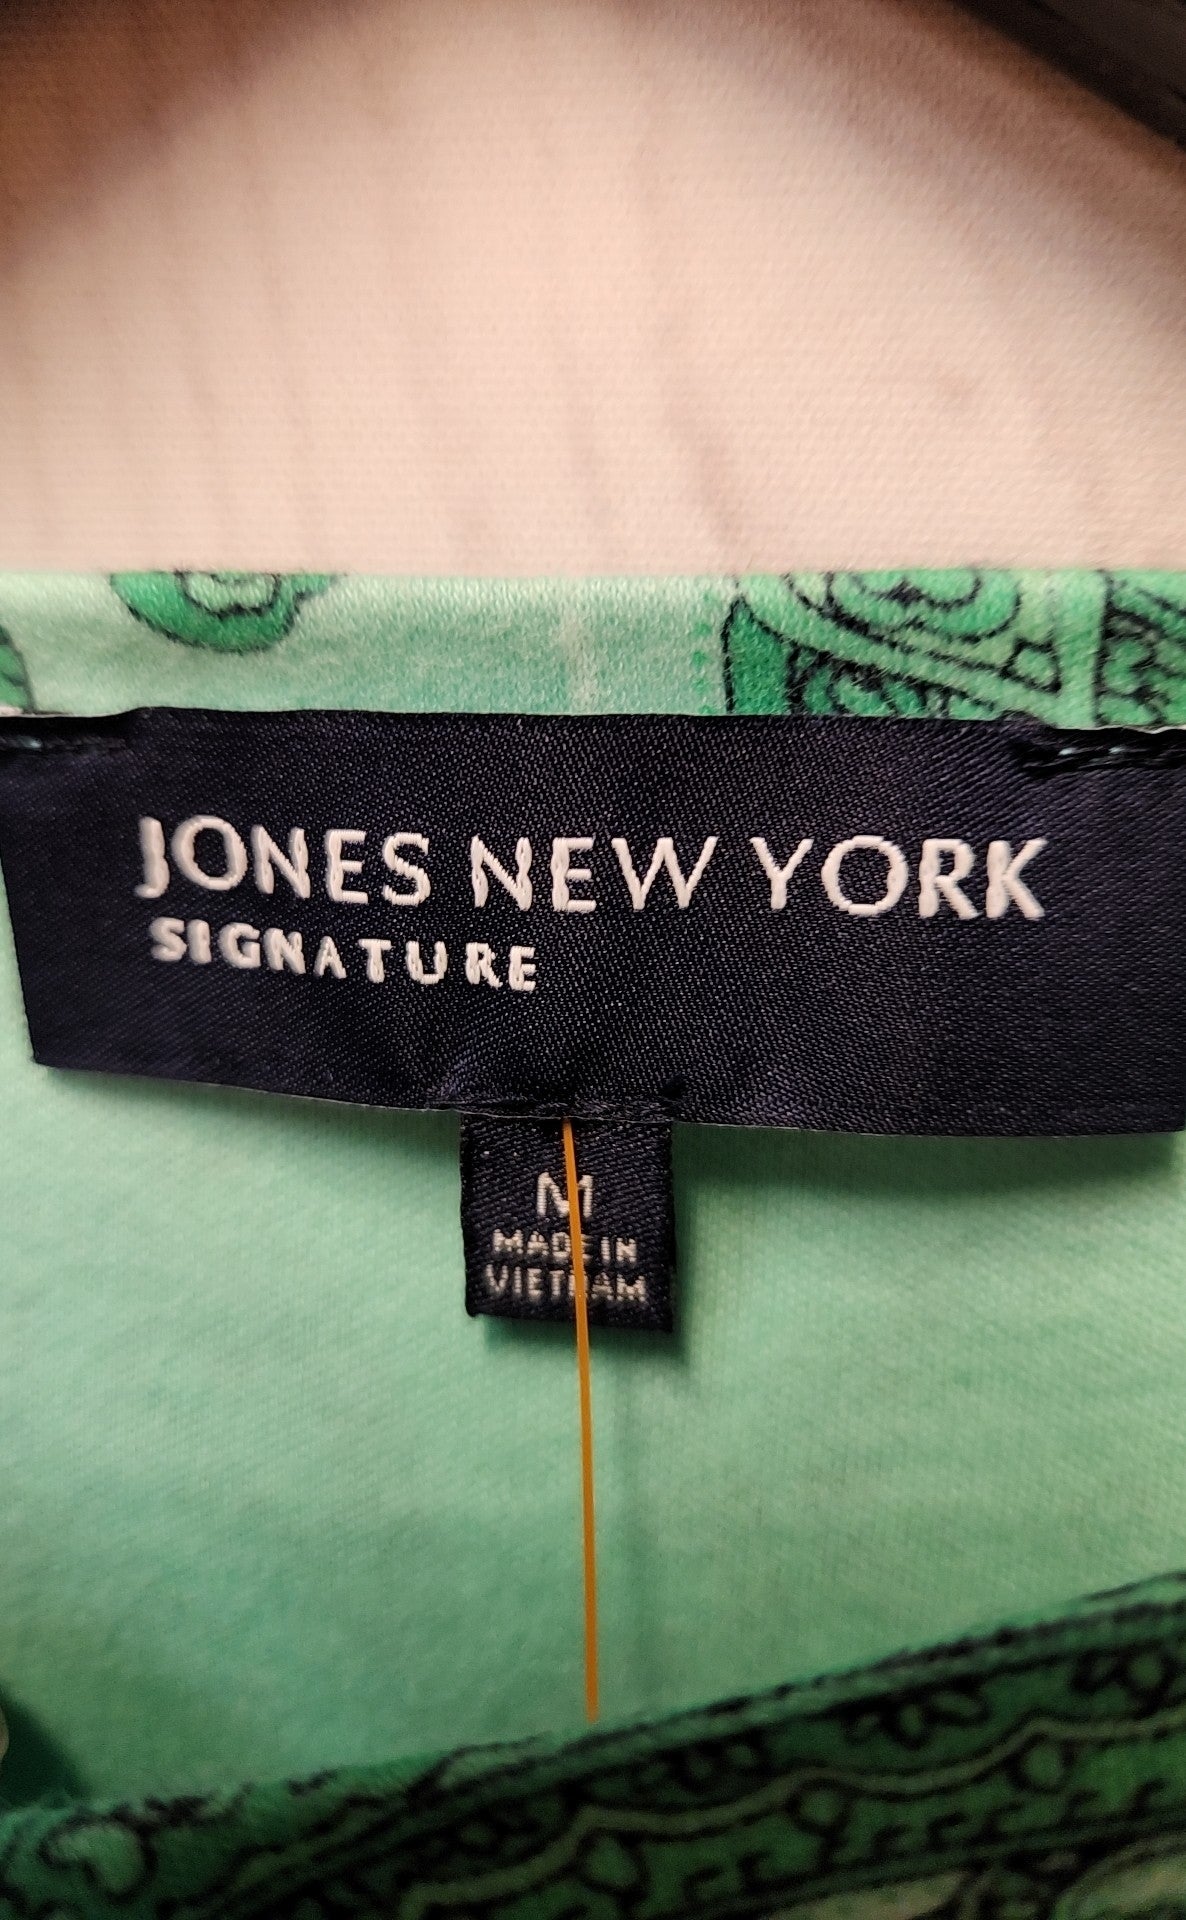 JONES NEW YORK
SIGNATURE
M
MADE IN
VIETNAM